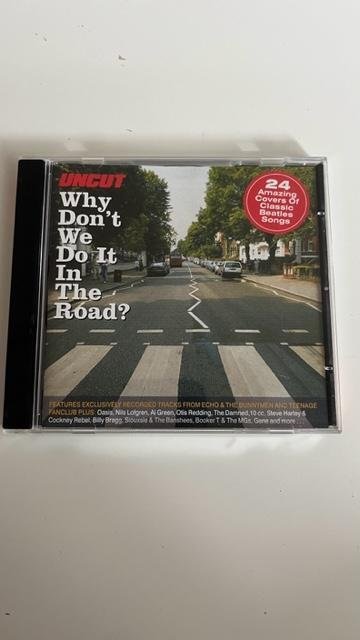 UNCUT
Why
Don't
We
Do It
In
The
Road?
24
Amazing
Covers Of
Classic
Beatles
Songs
FEATURES EXCLUSIVELY RECORDED TRACKS FROM ECHO & THE BUNNYMEN AND TEENAGE
FANCLUB PLUS: Oasis, Nils Lofgren, Al Green, Otis Redding, The Damned, 10 cc, Steve Harley &
Cockney Rebel, Billy Bragg, Siouxsie & The Banshees, Booker T & The MGs, Gene and more...